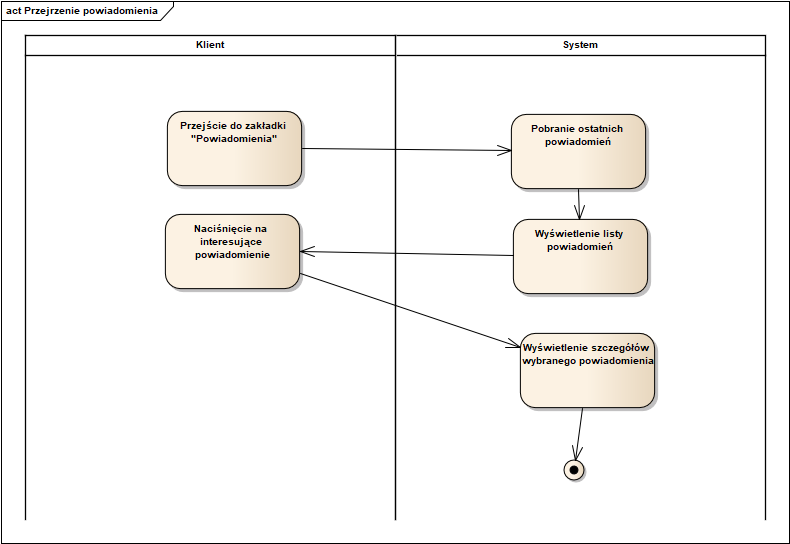 act Przejrzenie powiadomienia
Klient
System
Przejście do zakładki
"Powiadomienia"
Pobranie ostatnich
powiadomień
Naciśnięcie na
interesujące
powiadomienie
Wyświetlenie listy
powiadomień
Wyświetlenie szczegółów
wybranego powiadomienia